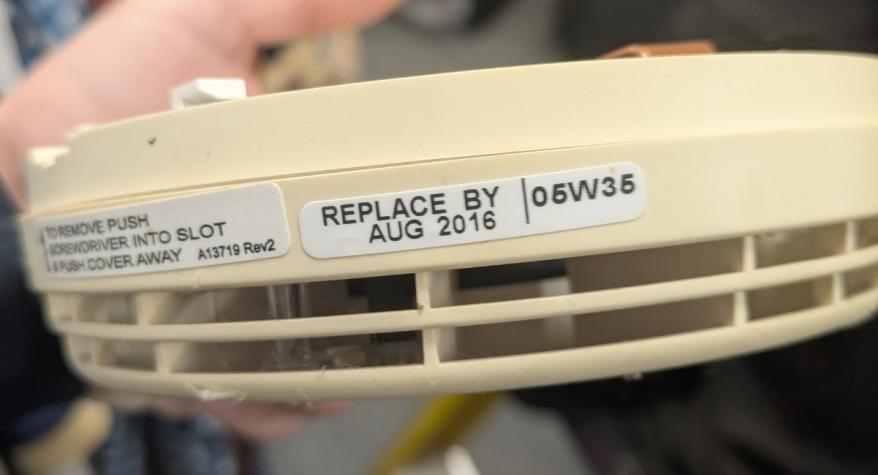 TO REMOVE PUSH
SCREWDRIVER INTO SLOT
& PUSH COVER AWAY A13719 Rev2
REPLACE BY
AUG 2016
05W35